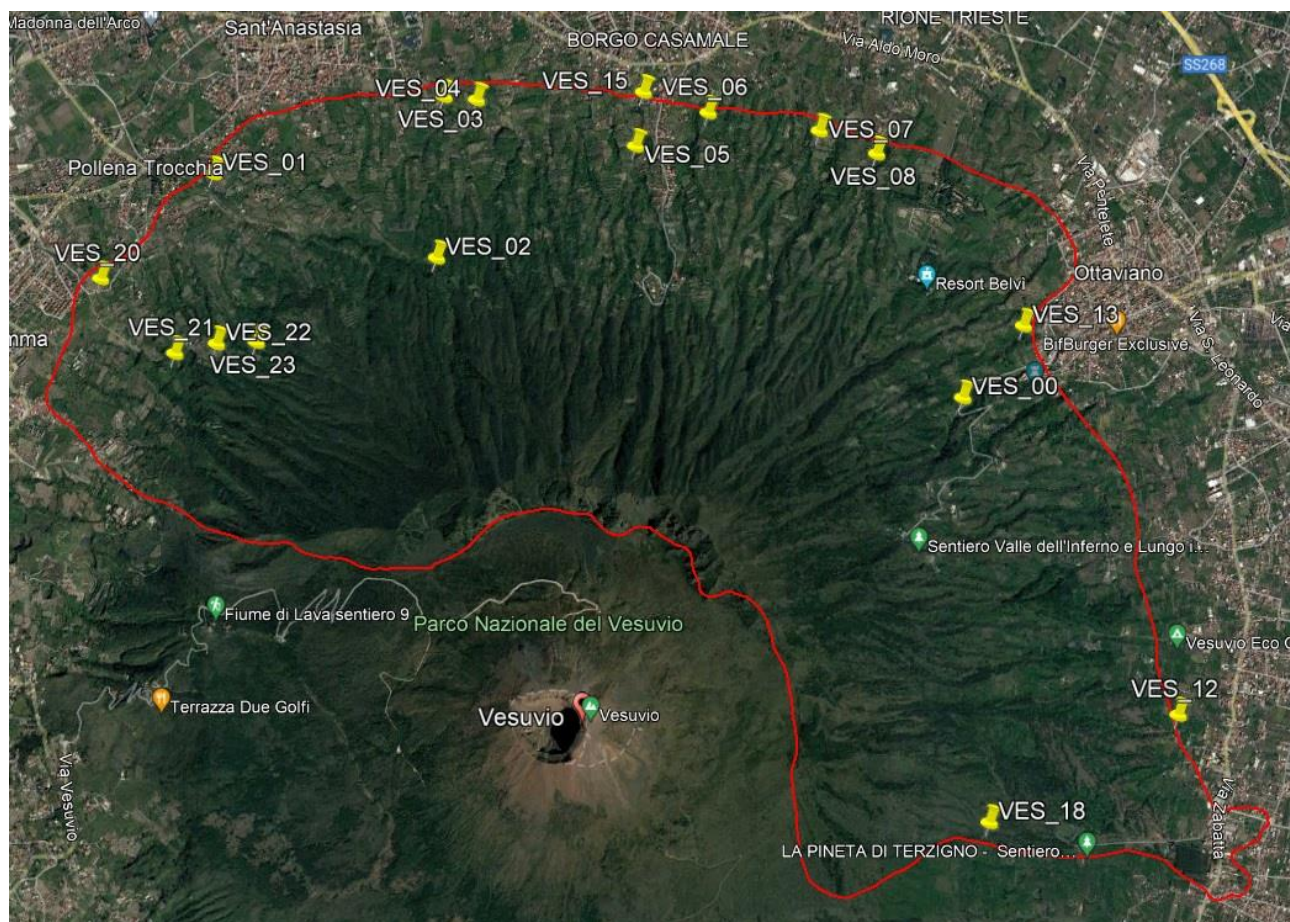 Madonna dell'Arco
Sant'Anastasia
RIONE TRIESTE
BORGO CASAMALE
Via Aldo Moro
SS268
VES_04
VES_03
VES_15
VES_06
VES_05
VES_07
VES_08
Pollena Trocchia
VES_01
Via Pentelete
VES_02
VES_20
Ottaviano
Resort Belvi
VES_21
VES_22
VES_23
VES_13
BifBurger Exclusive
Via S. Leonardo
VES_00
Sentiero Valle dell'Inferno e Lungo i...
Fiume di Lava sentiero 9
Parco Nazionale del Vesuvio
Vesuvio Eco
Terrazza Due Golfi
Vesuvio
Vesuvio
VES_12
Via Vesuvio
Via Zabatta
VES_18
LA PINETA DI TERZIGNO - Sentiero...